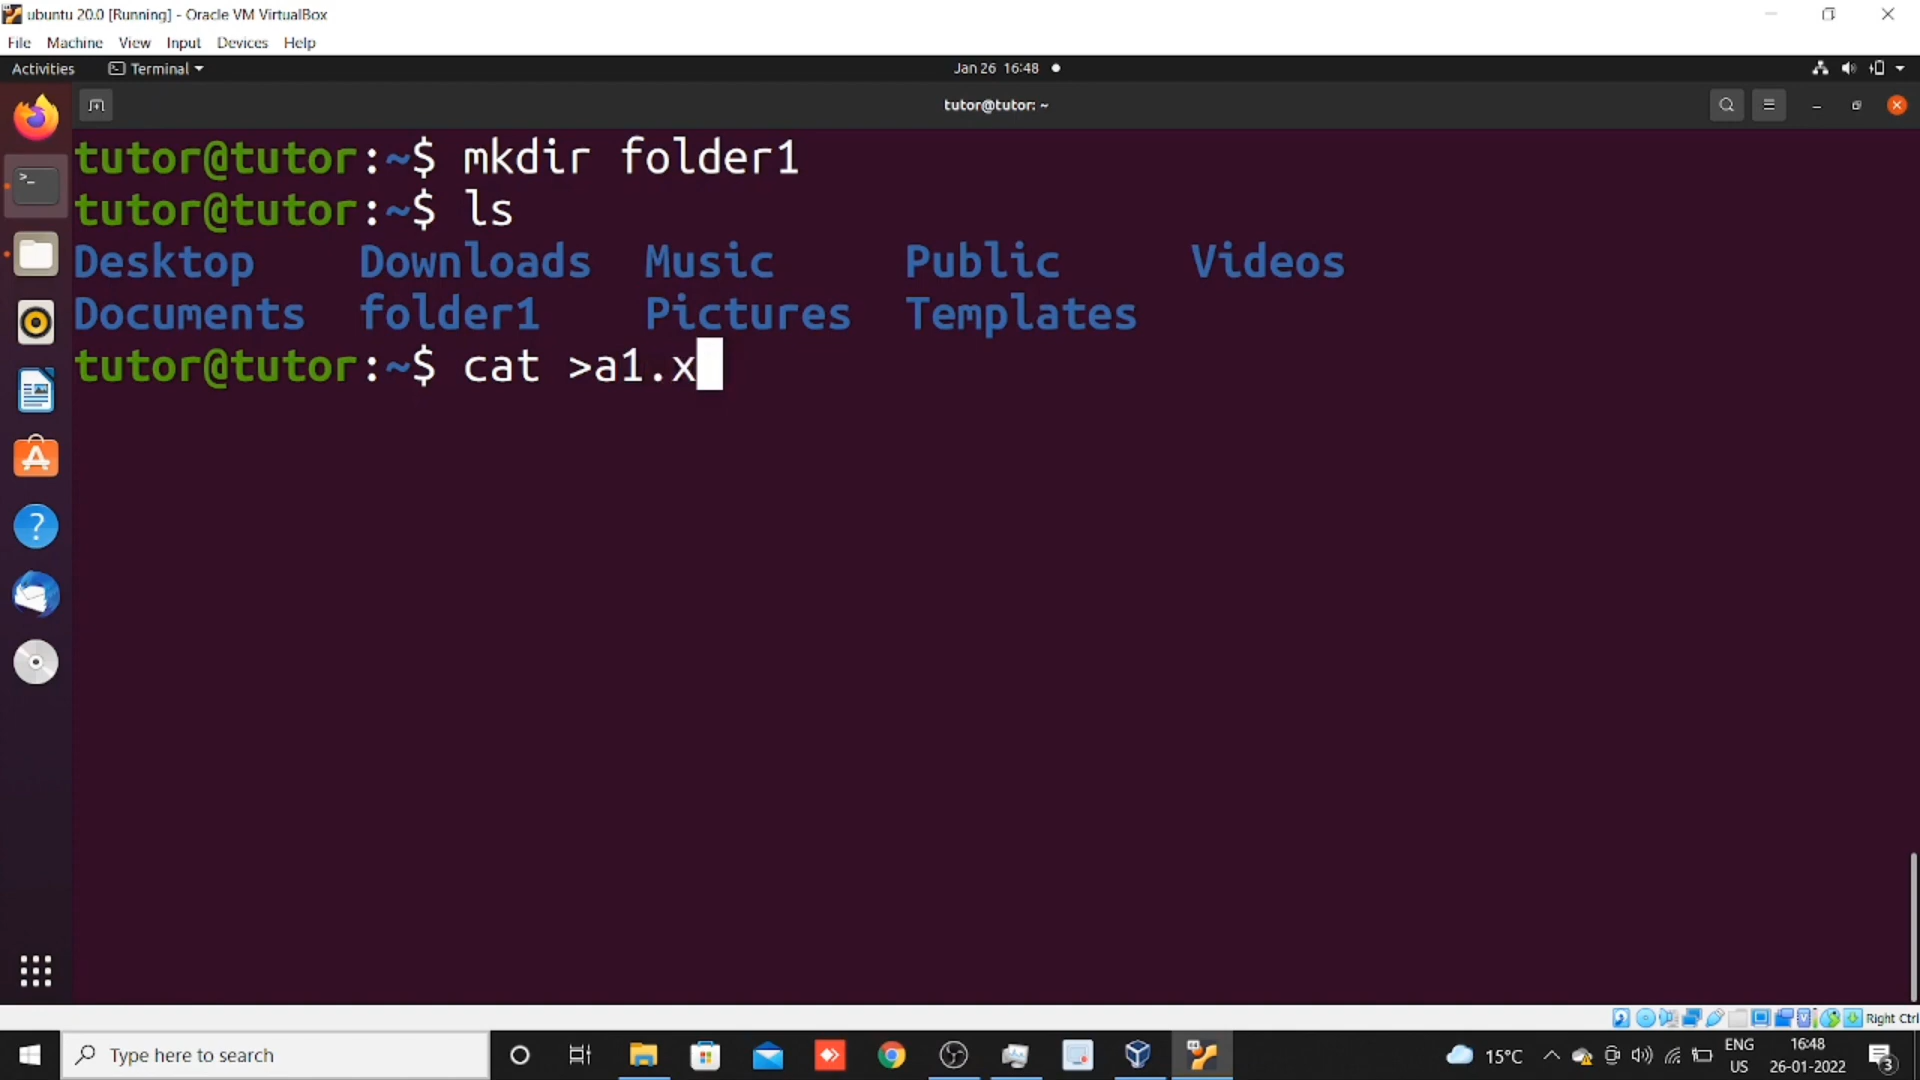 ubuntu 20.0 [Running] - Oracle VM VirtualBox
File Machine View Input Devices Help
Activities Terminal Jan 26 16:48
tutor@tutor: ~
tutor@tutor:~$ mkdir folder1
tutor@tutor:~$ ls
Desktop Downloads Music Public Videos
Documents folder1 Pictures Templates
tutor@tutor:~$ cat >a1.x
Right Ctrl
Type here to search
15°C
ENG
US
16:48
26-01-2022
3